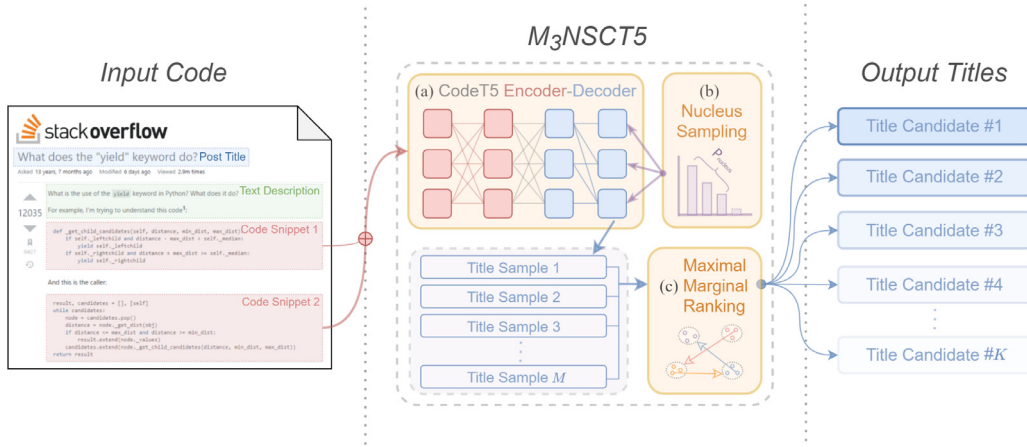 Input Code
M3NSCT5
Output Titles
stackoverflow
What does the "yield" keyword do? Post Title
Asked 13 years, 7 months ago Modified 6 days ago Viewed 2.9m times
What is the use of the yield keyword in Python? What does it do? Text Description
For example, I'm trying to understand this code¹:
12035
Code Snippet 1
def _get_child_candidates(self, distance, min_dist, max_dist):
if self._leftchild and distance - max_dist < self._median:
yield self._leftchild
if self._rightchild and distance + max_dist >= self._median:
yield self._rightchild
And this is the caller:
Code Snippet 2
result, candidates = [], [self]
while candidates:
node = candidates.pop()
distance = node._get_dist(obj)
if distance <= max_dist and distance >= min_dist:
result.extend(node._values)
candidates.extend(node._get_child_candidates(distance, min_dist, max_dist))
return result
(a) CodeT5 Encoder-Decoder
(b)
Nucleus
Sampling
P nucleus
Title Sample 1
Title Sample 2
Title Sample 3
Title Sample M
(c)
Maximal
Marginal
Ranking
Title Candidate #1
Title Candidate #2
Title Candidate #3
Title Candidate #4
Title Candidate #K